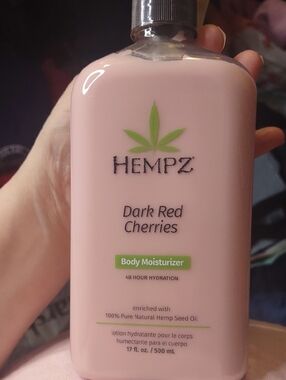 HEMPZ
Dark Red
Cherries
Body Moisturizer
48 HOUR HYDRATION
enriched with
100% Pure Natural Hemp Seed Oil
lotion hydratante pour le corps
humectante para el cuerpo
17 fl. oz. / 500 mL